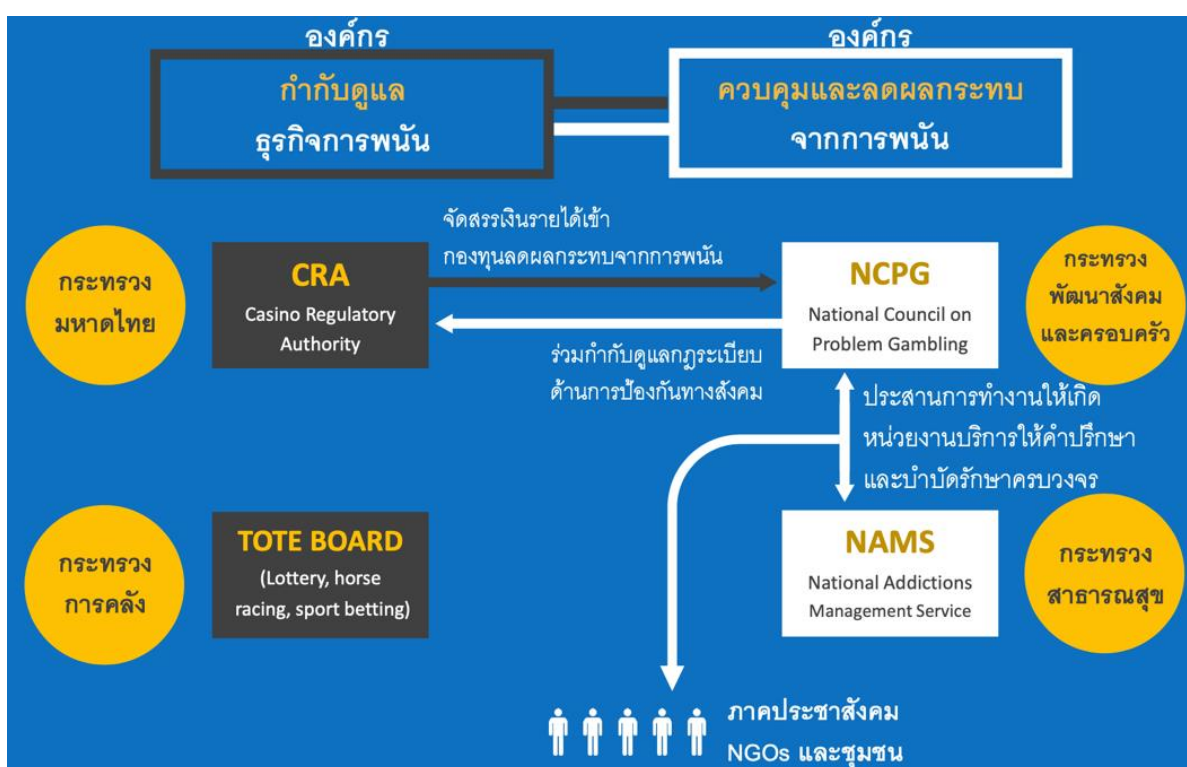 องค์กร
กำกับดูแล
ธุรกิจการพนัน
องค์กร
ควบคุมและลดผลกระทบ
จากการพนัน
กระทรวง
มหาดไทย
CRA
Casino Regulatory
Authority
จัดสรรเงินรายได้เข้า
กองทุนลดผลกระทบจากการพนัน
ร่วมกำกับดูแลกฎระเบียบ
ด้านการป้องกันทางสังคม
NCPG
National Council on
Problem Gambling
กระทรวง
พัฒนาสังคม
และครอบครัว
ประสานการทำงานให้เกิด
หน่วยงานบริการให้คำปรึกษา
และบำบัดรักษาครบวงจร
กระทรวง
การคลัง
TOTE BOARD
(Lottery, horse
racing, sport betting)
NAMS
National Addictions
Management Service
กระทรวง
สาธารณสุข
ภาคประชาสังคม
NGOs และชุมชน